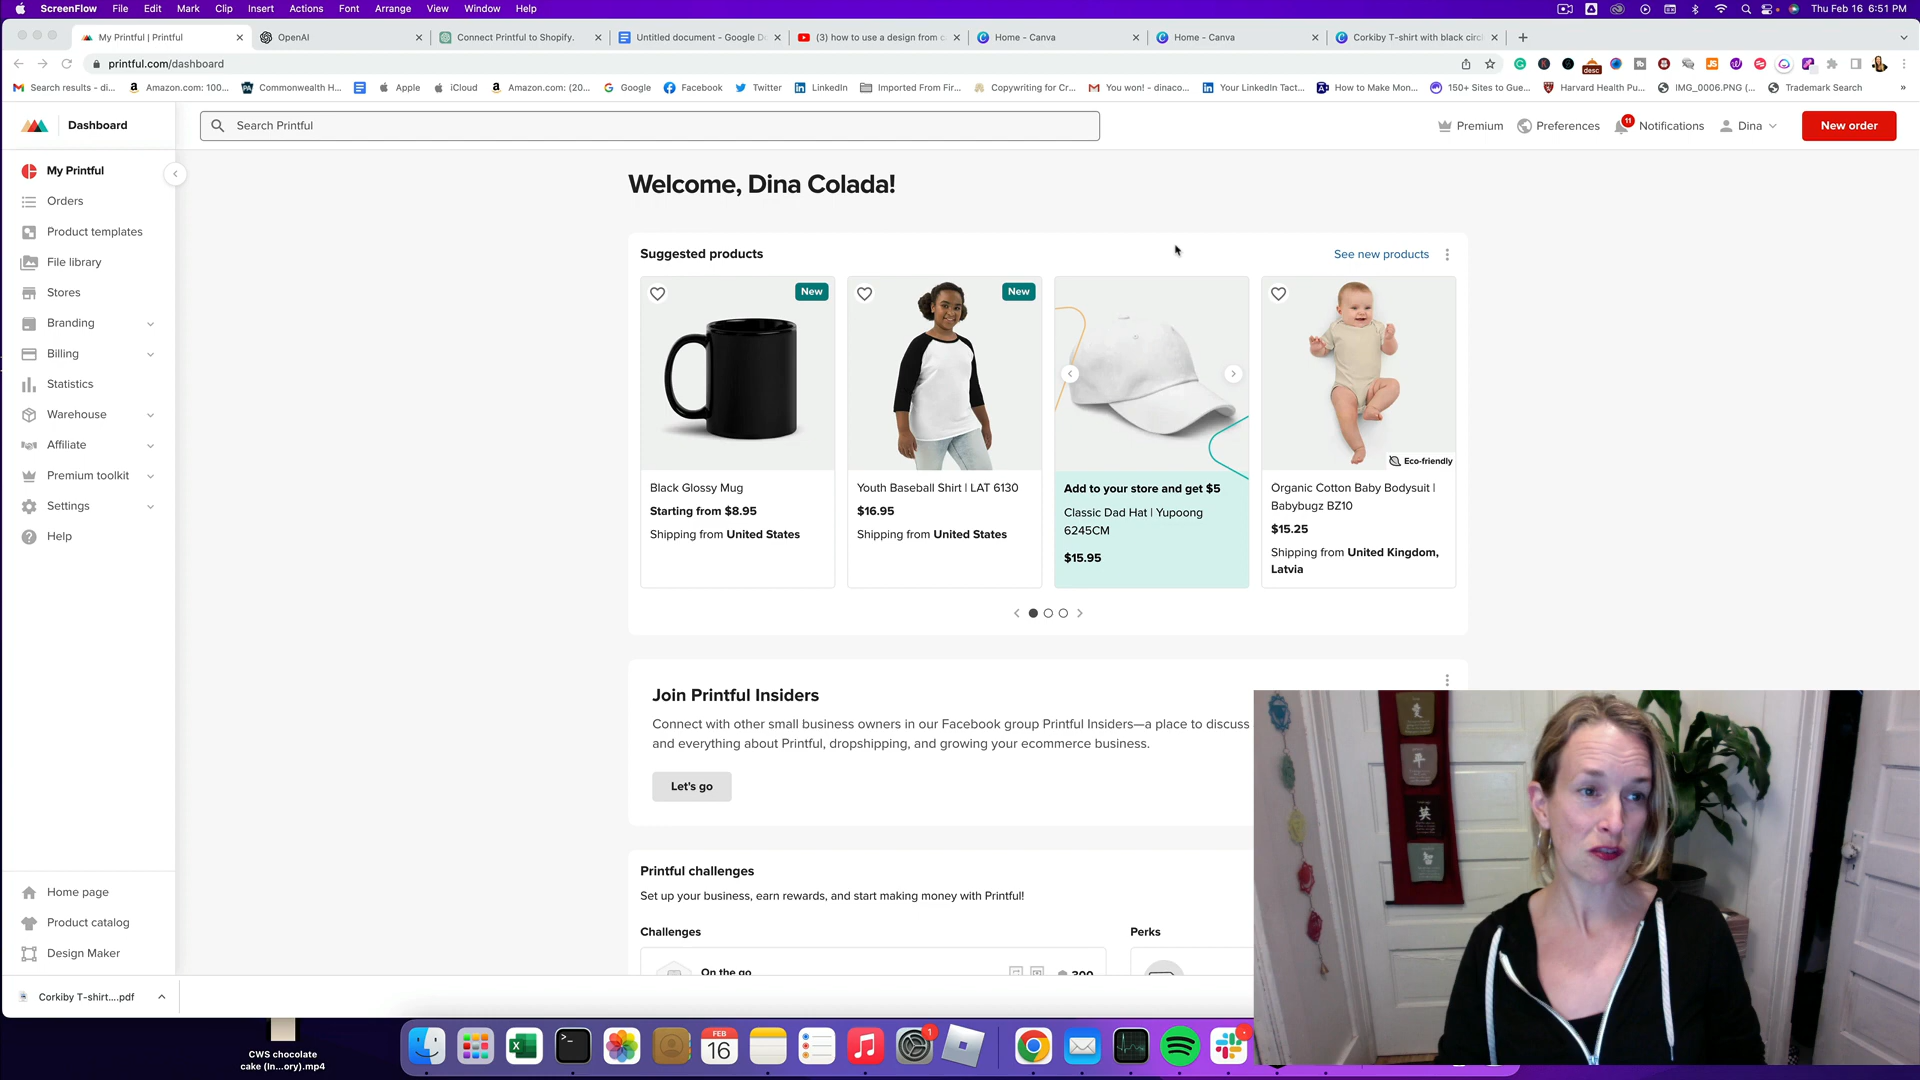 ScreenFlow File Edit Mark Clip Insert Actions Font Arrange View Window Help Thu Feb 16 6:51 PM
My Printful | Printful OpenAI Connect Printful to Shopify. Untitled document - Google Do (3) how to use a design from c Home - Canva Home - Canva Corkiby T-shirt with black circ
printful.com/dashboard
Search results - di... Amazon.com: 100... Commonwealth H... Apple iCloud Amazon.com: (20... Google Facebook Twitter LinkedIn Imported From Fir... Copywriting for Cr... You won! - dinaco... Your LinkedIn Tact... How to Make Mon... 150+ Sites to Gue... Harvard Health Pu... IMG_0006.PNG (... Trademark Search
Dashboard Search Printful Premium Preferences 11 Notifications Dina New order
My Printful
Orders
Product templates
File library
Stores
Branding
Billing
Statistics
Warehouse
Affiliate
Premium toolkit
Settings
Help
Home page
Product catalog
Design Maker
Welcome, Dina Colada!
Suggested products See new products
New
Black Glossy Mug
Starting from $8.95
Shipping from United States
New
Youth Baseball Shirt | LAT 6130
$16.95
Shipping from United States
Add to your store and get $5
Classic Dad Hat | Yupoong
6245CM
$15.95
Eco-friendly
Organic Cotton Baby Bodysuit |
Babybugz BZ10
$15.25
Shipping from United Kingdom,
Latvia
Join Printful Insiders
Connect with other small business owners in our Facebook group Printful Insiders—a place to discuss
and everything about Printful, dropshipping, and growing your ecommerce business.
Let's go
Printful challenges
Set up your business, earn rewards, and start making money with Printful!
Challenges Perks
On the go 300
Corkiby T-shirt....pdf
CWS chocolate
cake (In...ory).mp4
FEB
16
1